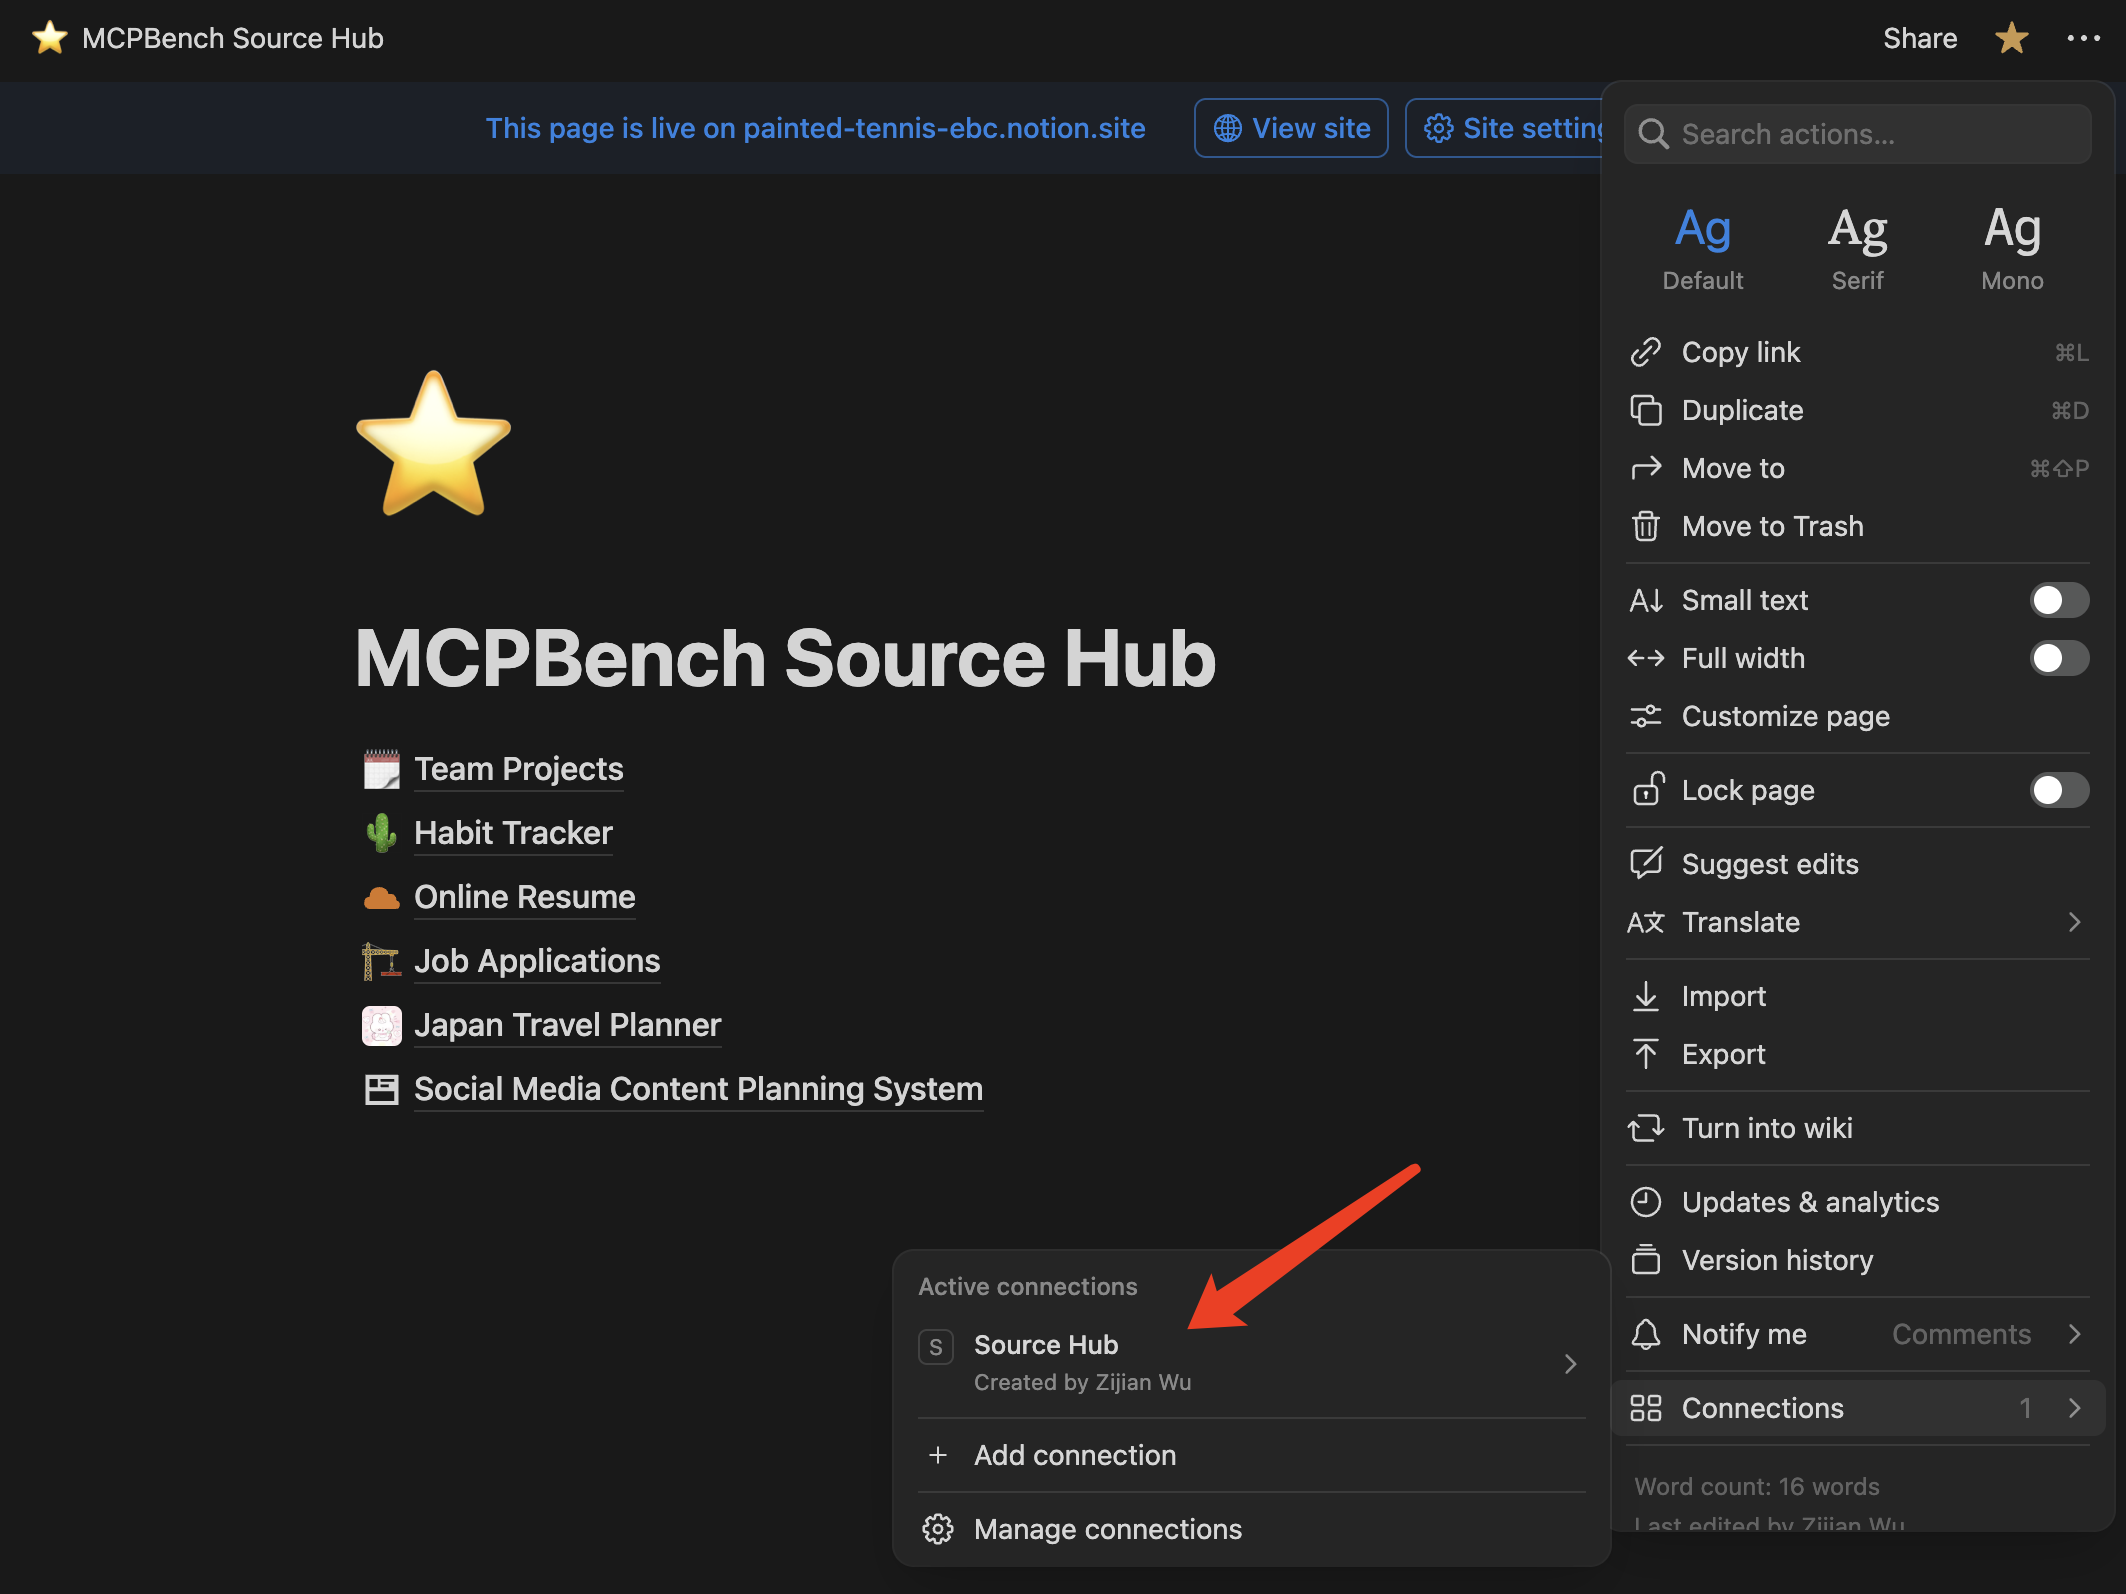 MCPBench Source Hub
Share
This page is live on painted-tennis-ebc.notion.site
View site
Site setting
Search actions...
Ag Ag Ag
Default Serif Mono
Copy link ⌘L
Duplicate ⌘D
Move to ⌘⇧P
Move to Trash
Small text
Full width
Customize page
Lock page
Suggest edits
Translate
Import
Export
Turn into wiki
Updates & analytics
Version history
Notify me Comments
Connections 1
Word count: 16 words
Last edited by Zijian Wu
MCPBench Source Hub
Team Projects
Habit Tracker
Online Resume
Job Applications
Japan Travel Planner
Social Media Content Planning System
Active connections
S Source Hub
Created by Zijian Wu
+ Add connection
Manage connections